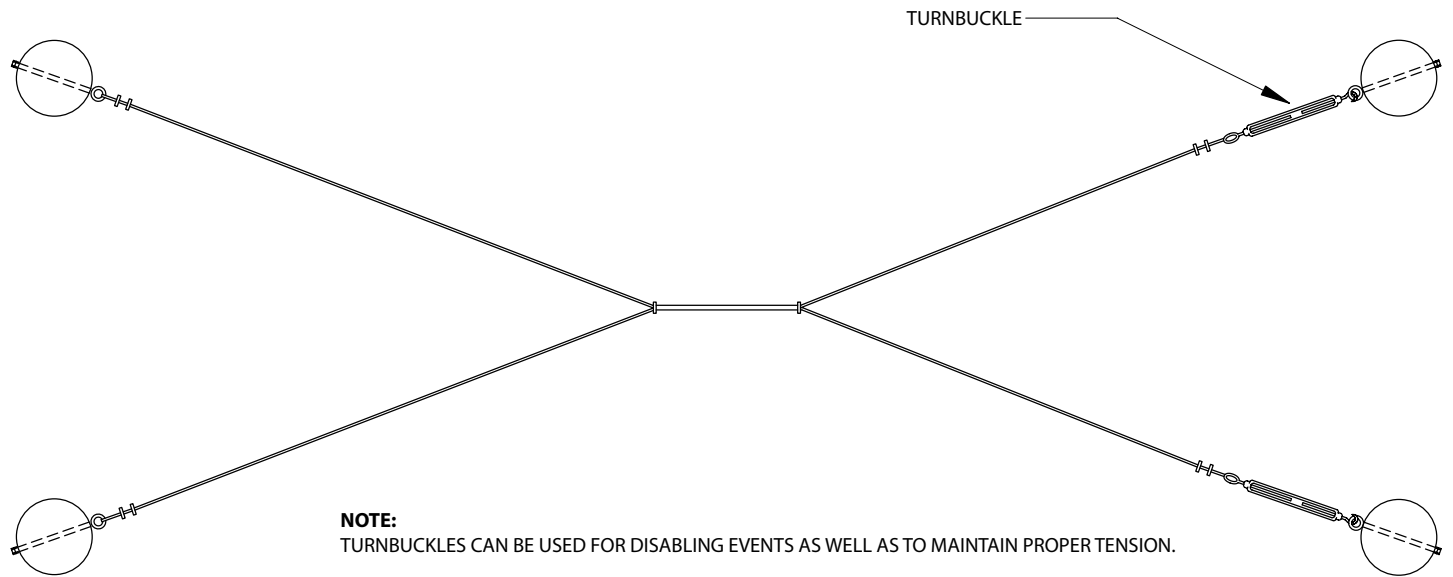 TURNBUCKLE
NOTE:
TURNBUCKLES CAN BE USED FOR DISABLING EVENTS AS WELL AS TO MAINTAIN PROPER TENSION.